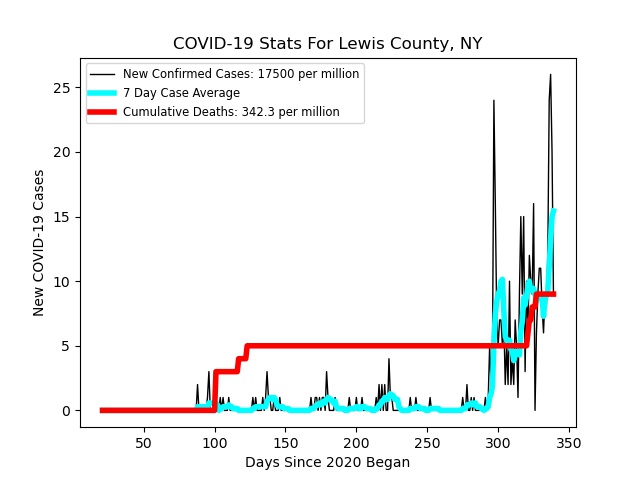 COVID-19 Stats For Lewis County, NY
New Confirmed Cases: 17500 per million
7 Day Case Average
Cumulative Deaths: 342.3 per million
New COVID-19 Cases
25
20
15
10
5
0
50
100
150
200
250
300
350
Days Since 2020 Began